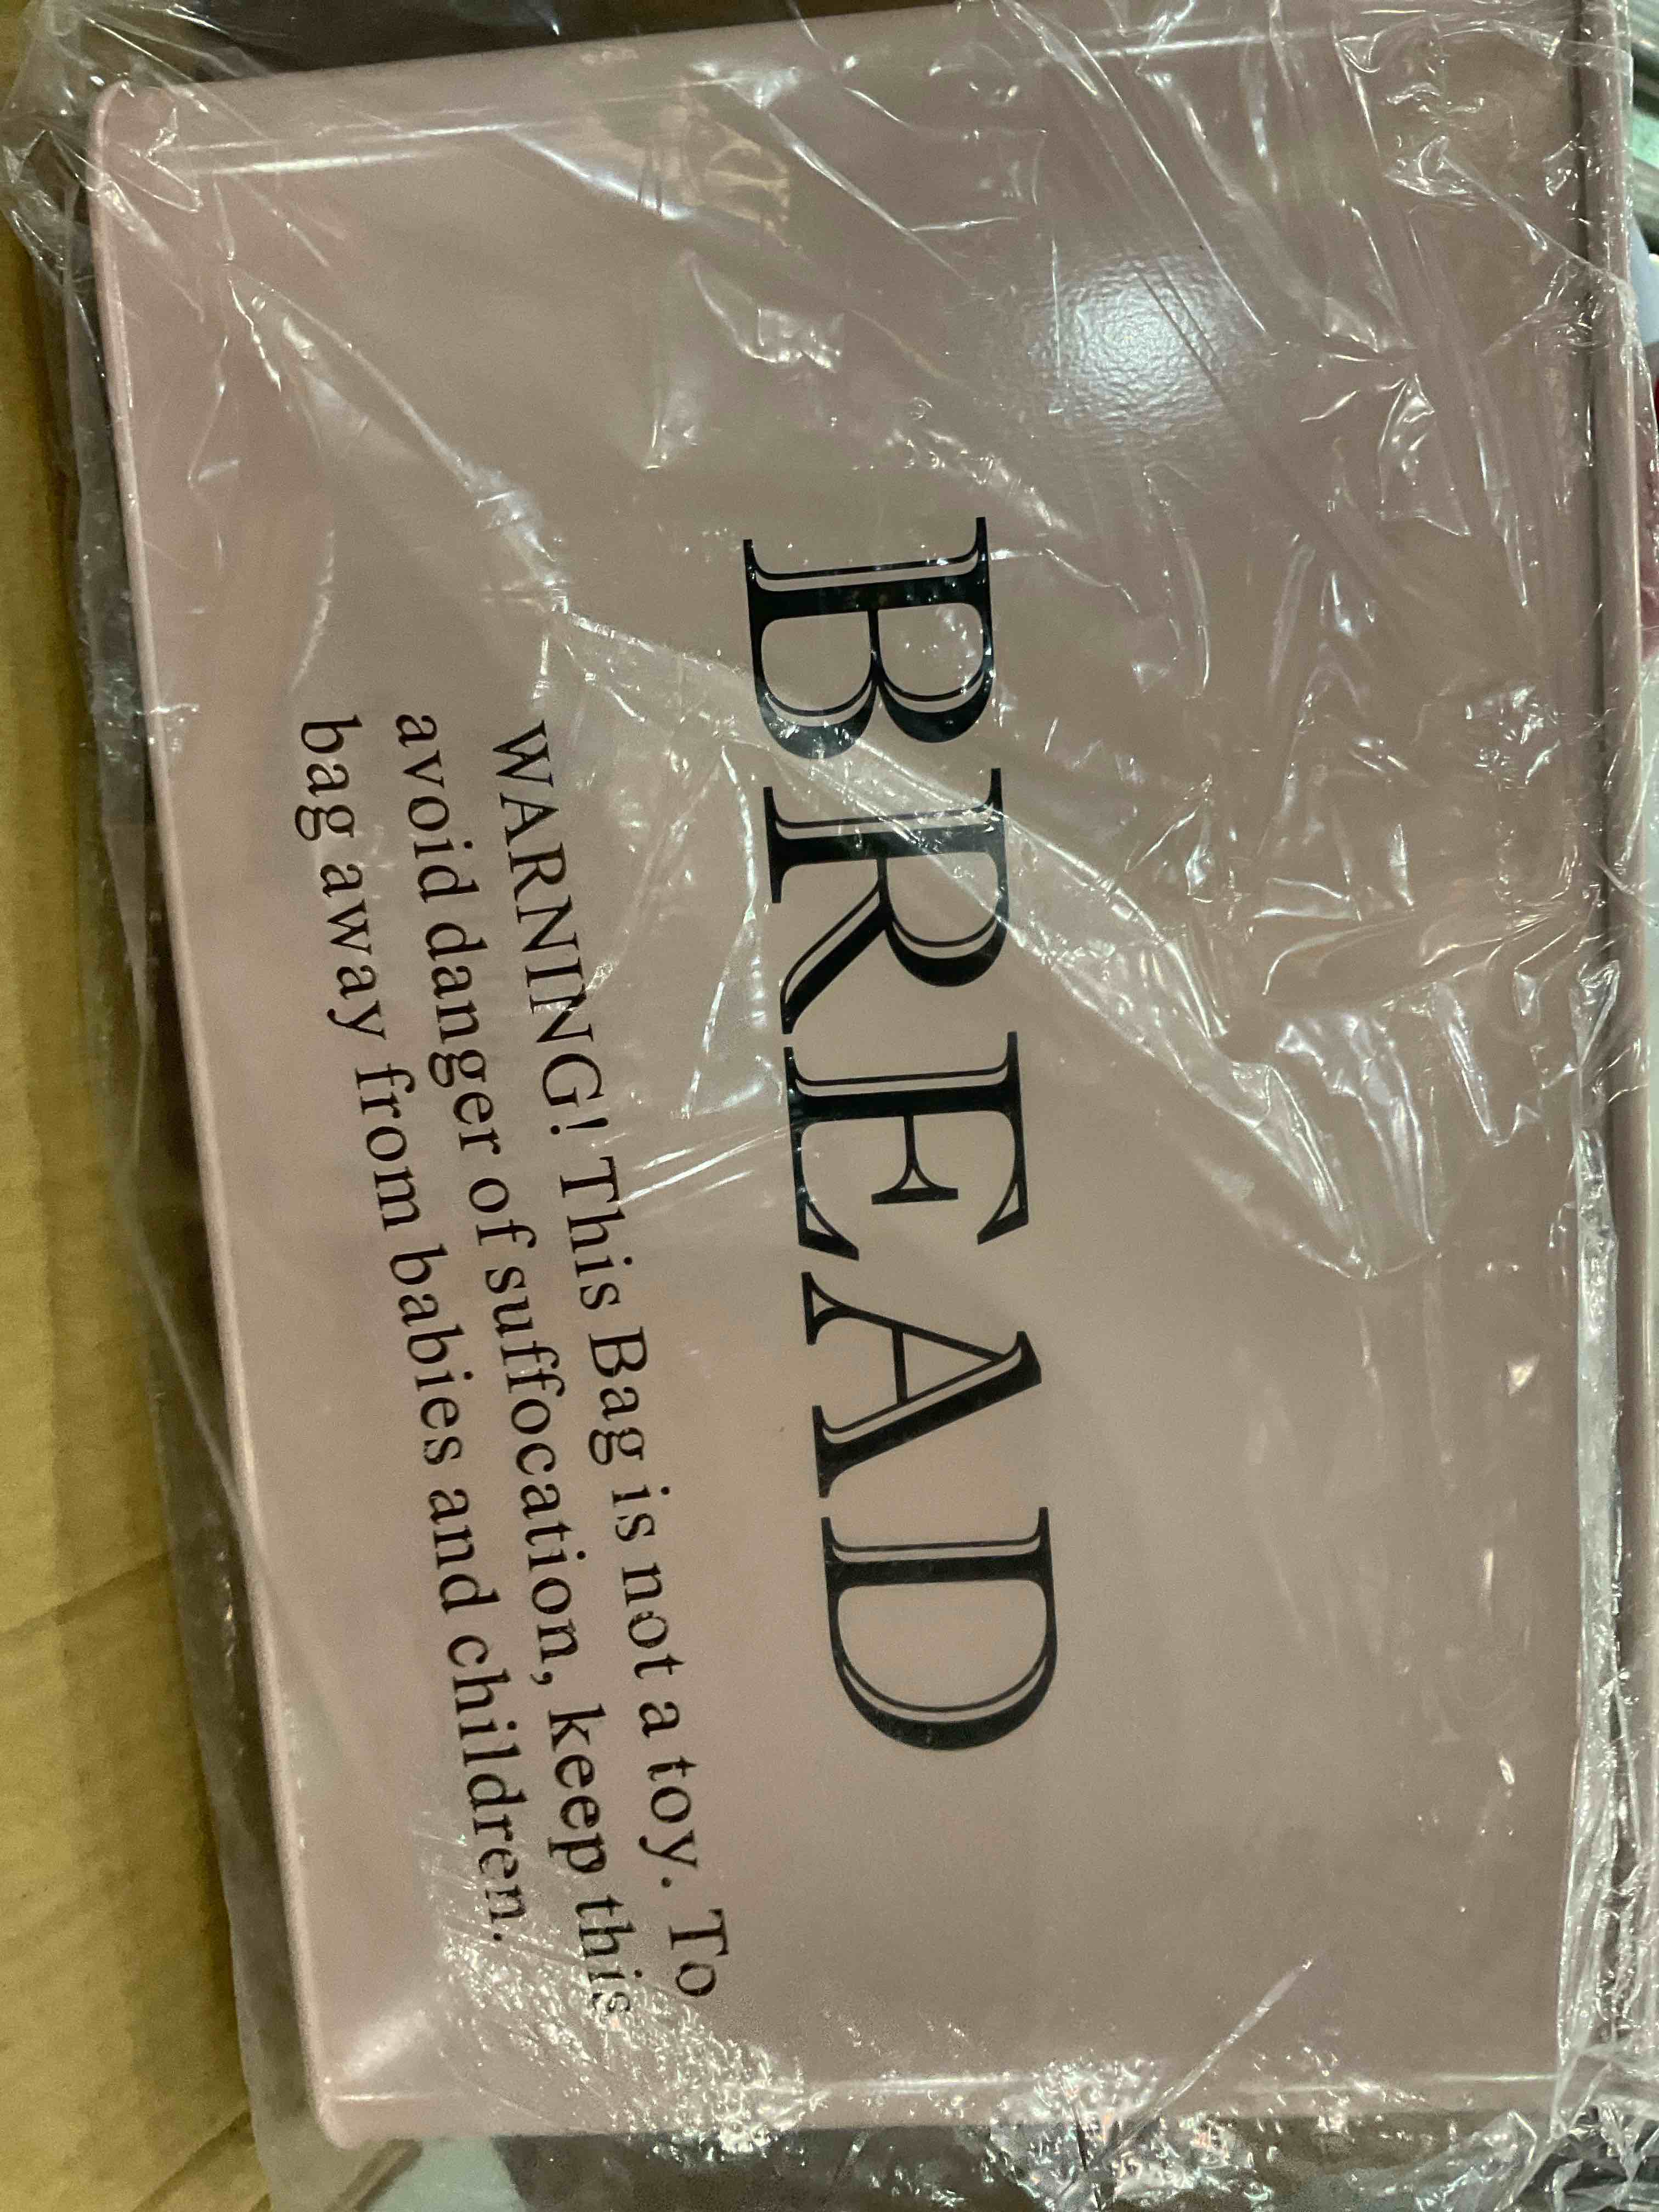 BREAD
WARNING! This Bag is not a toy. To
avoid danger of suffocation, keep this
bag away from babies and children.